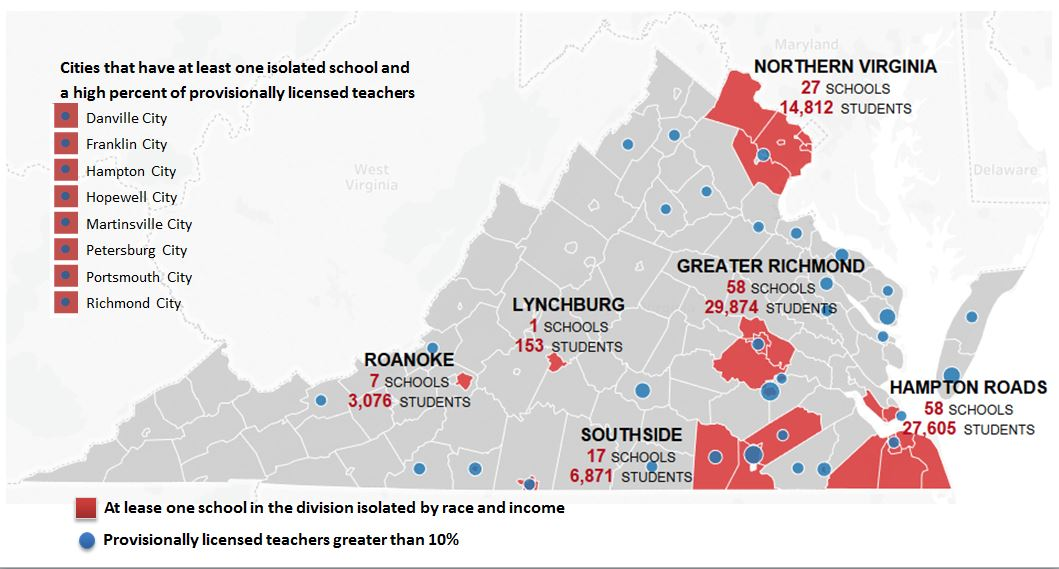 Cities that have at least one isolated school and
a high percent of provisionally licensed teachers
Danville City
Franklin City
Hampton City
Hopewell City
Martinsville City
Petersburg City
Portsmouth City
Richmond City
Maryland
West
Virginia
Delaware
NORTHERN VIRGINIA
27 SCHOOLS
14,812 STUDENTS
GREATER RICHMOND
58 SCHOOLS
29,874 STUDENTS
LYNCHBURG
1 SCHOOLS
153 STUDENTS
ROANOKE
7 SCHOOLS
3,076 STUDENTS
HAMPTON ROADS
58 SCHOOLS
27,605 STUDENTS
SOUTHSIDE
17 SCHOOLS
6,871 STUDENTS
At lease one school in the division isolated by race and income
Provisionally licensed teachers greater than 10%